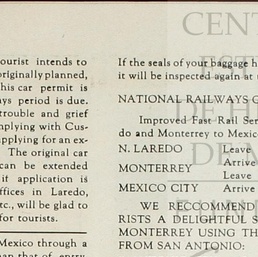 ourist intends to
originally planned,
his car permit is
ys period is due.
trouble and grief
mplying with Cus-
pplying for an ex-
The original car
can be extended
if application is
ffices in Laredo,
tc., will be glad to
for tourists.
Mexico through a
If the seals of your baggage h
it will be inspected again at
NATIONAL RAILWAYS
Improved Fast Rail Ser
do and Monterrey to Mexico
N. LAREDO Leave
MONTERREY Arrive
Leave
MEXICO CITY Arrive
WE RECOMMEND
RISTS A DELIGHTFUL S
MONTERREY USING TH
FROM SAN ANTONIO:
CENT
DE H
DE